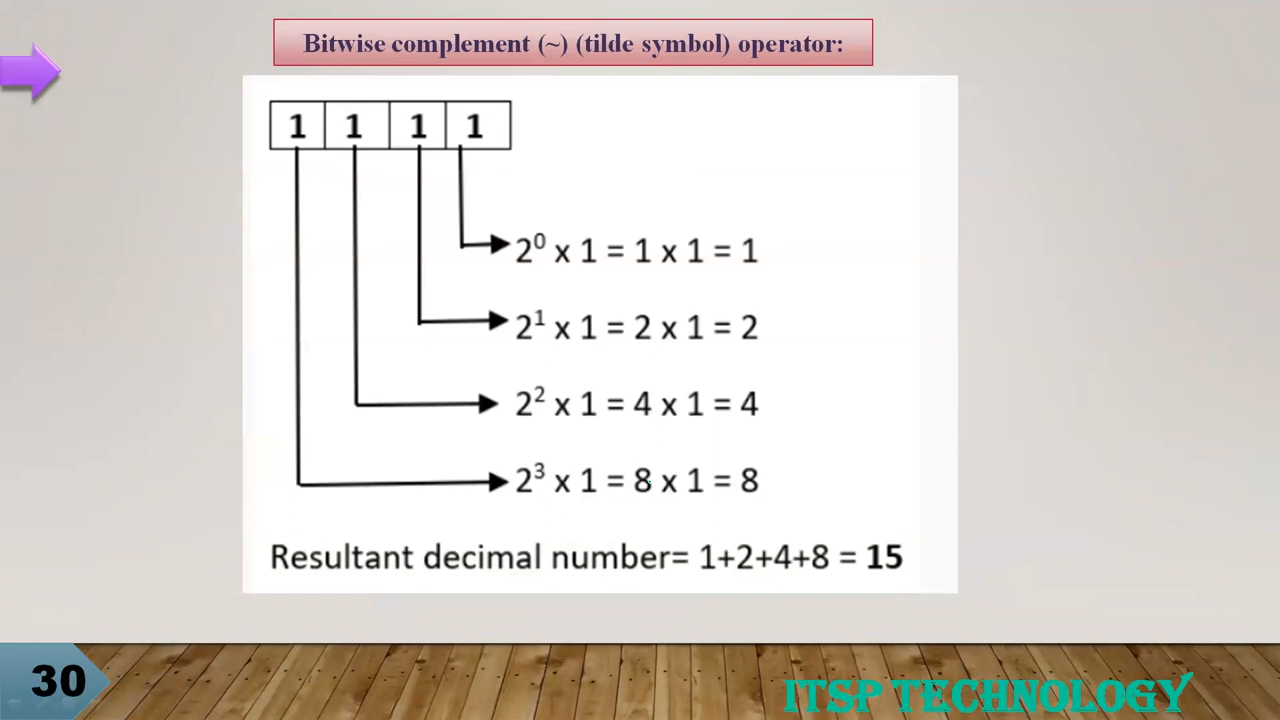 Bitwise complement (~) (tilde symbol) operator:
1 1 1 1
2⁰ x 1 = 1 x 1 = 1
2¹ x 1 = 2 x 1 = 2
2² x 1 = 4 x 1 = 4
2³ x 1 = 8 x 1 = 8
Resultant decimal number= 1+2+4+8 = 15
30
ITSP TECHNOLOGY